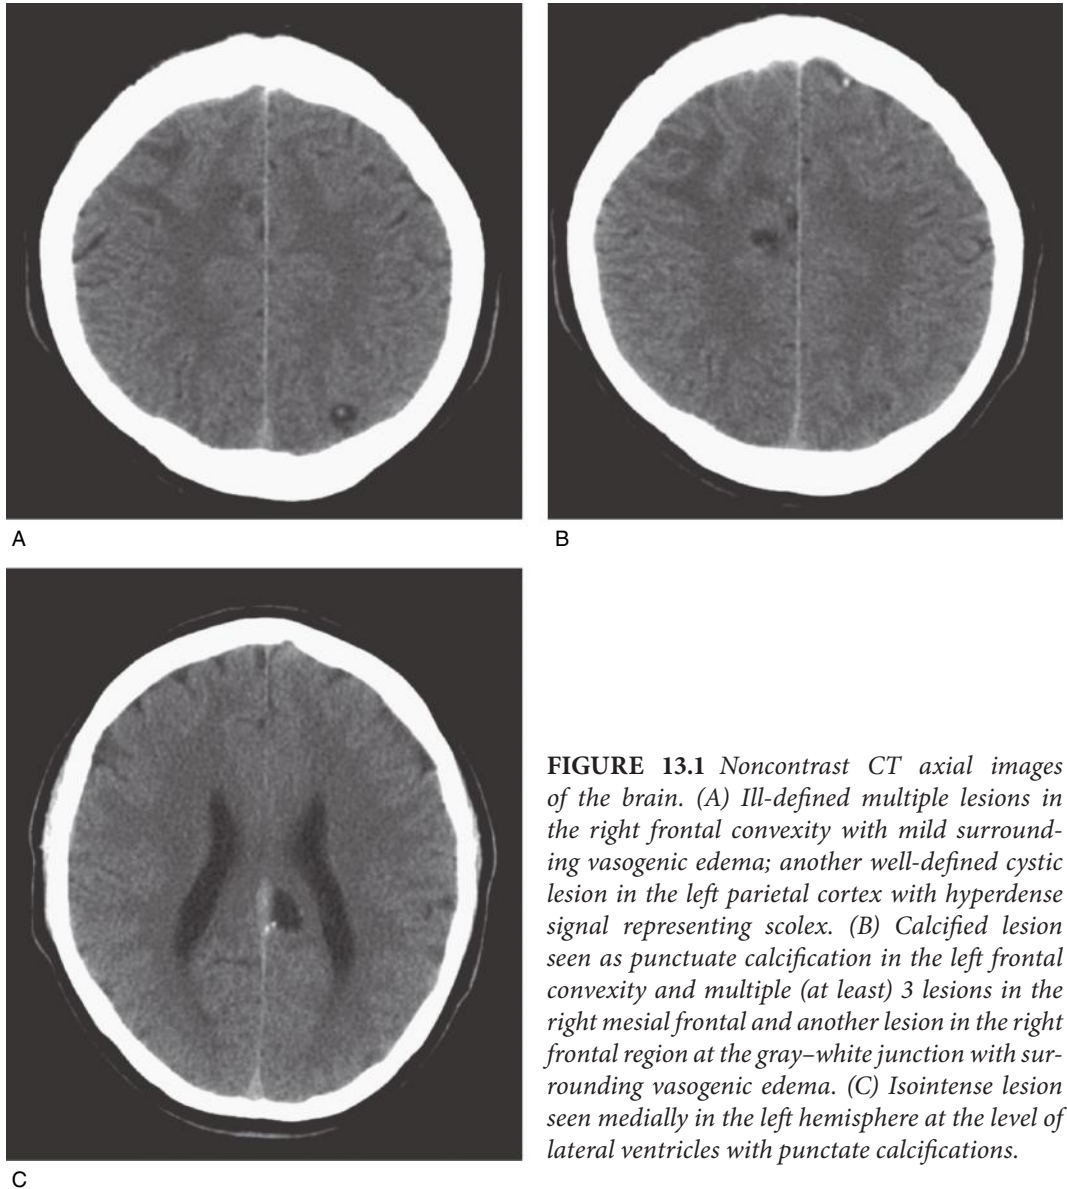 A
B
C
FIGURE 13.1 Noncontrast CT axial images
of the brain. (A) Ill-defined multiple lesions in
the right frontal convexity with mild surround-
ing vasogenic edema; another well-defined cystic
lesion in the left parietal cortex with hyperdense
signal representing scolex. (B) Calcified lesion
seen as punctuate calcification in the left frontal
convexity and multiple (at least) 3 lesions in the
right mesial frontal and another lesion in the right
frontal region at the gray–white junction with sur-
rounding vasogenic edema. (C) Isointense lesion
seen medially in the left hemisphere at the level of
lateral ventricles with punctate calcifications.